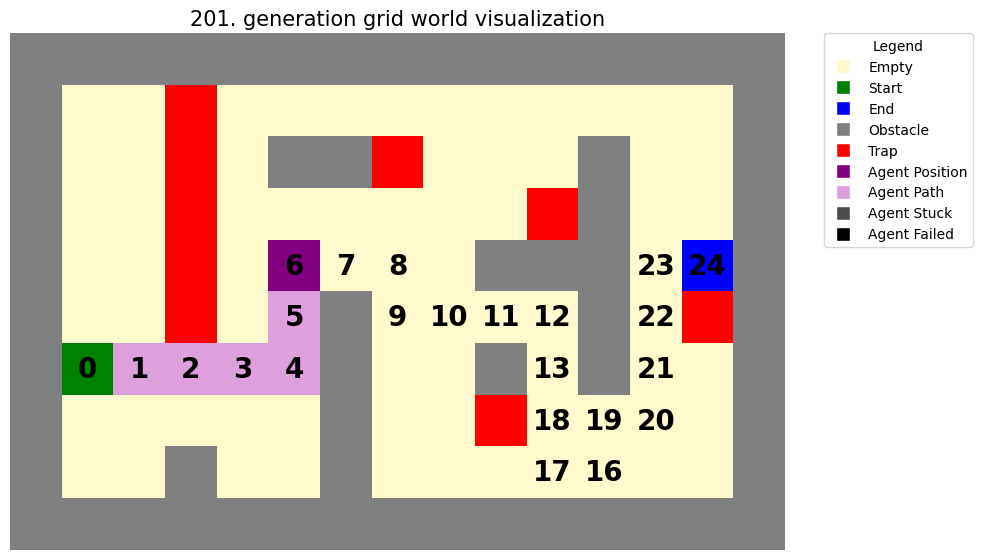 201. generation grid world visualization
Legend
Empty
Start
End
Obstacle
Trap
Agent Position
Agent Path
Agent Stuck
Agent Failed
6 7 8 23 24
5 9 10 11 12 22
0 1 2 3 4 13 21
18 19 20
17 16